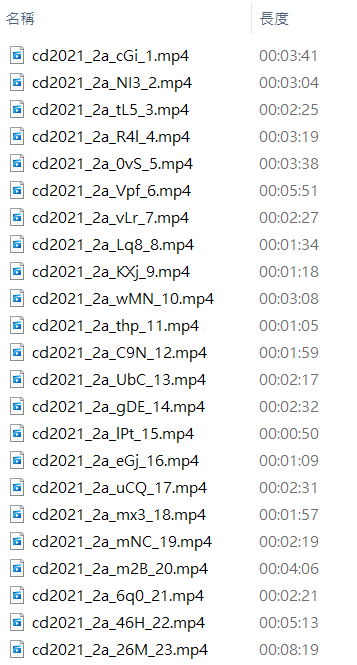 名稱 長度
cd2021_2a_cGi_1.mp4 00:03:41
cd2021_2a_NI3_2.mp4 00:03:04
cd2021_2a_tL5_3.mp4 00:02:25
cd2021_2a_R4l_4.mp4 00:03:19
cd2021_2a_0vS_5.mp4 00:03:38
cd2021_2a_Vpf_6.mp4 00:05:51
cd2021_2a_vLr_7.mp4 00:02:27
cd2021_2a_Lq8_8.mp4 00:01:34
cd2021_2a_KXj_9.mp4 00:01:18
cd2021_2a_wMN_10.mp4 00:03:08
cd2021_2a_thp_11.mp4 00:01:05
cd2021_2a_C9N_12.mp4 00:01:59
cd2021_2a_UbC_13.mp4 00:02:17
cd2021_2a_gDE_14.mp4 00:02:32
cd2021_2a_lPt_15.mp4 00:00:50
cd2021_2a_eGj_16.mp4 00:01:09
cd2021_2a_uCQ_17.mp4 00:02:31
cd2021_2a_mx3_18.mp4 00:01:57
cd2021_2a_mNC_19.mp4 00:02:19
cd2021_2a_m2B_20.mp4 00:04:06
cd2021_2a_6q0_21.mp4 00:02:21
cd2021_2a_46H_22.mp4 00:05:13
cd2021_2a_26M_23.mp4 00:08:19